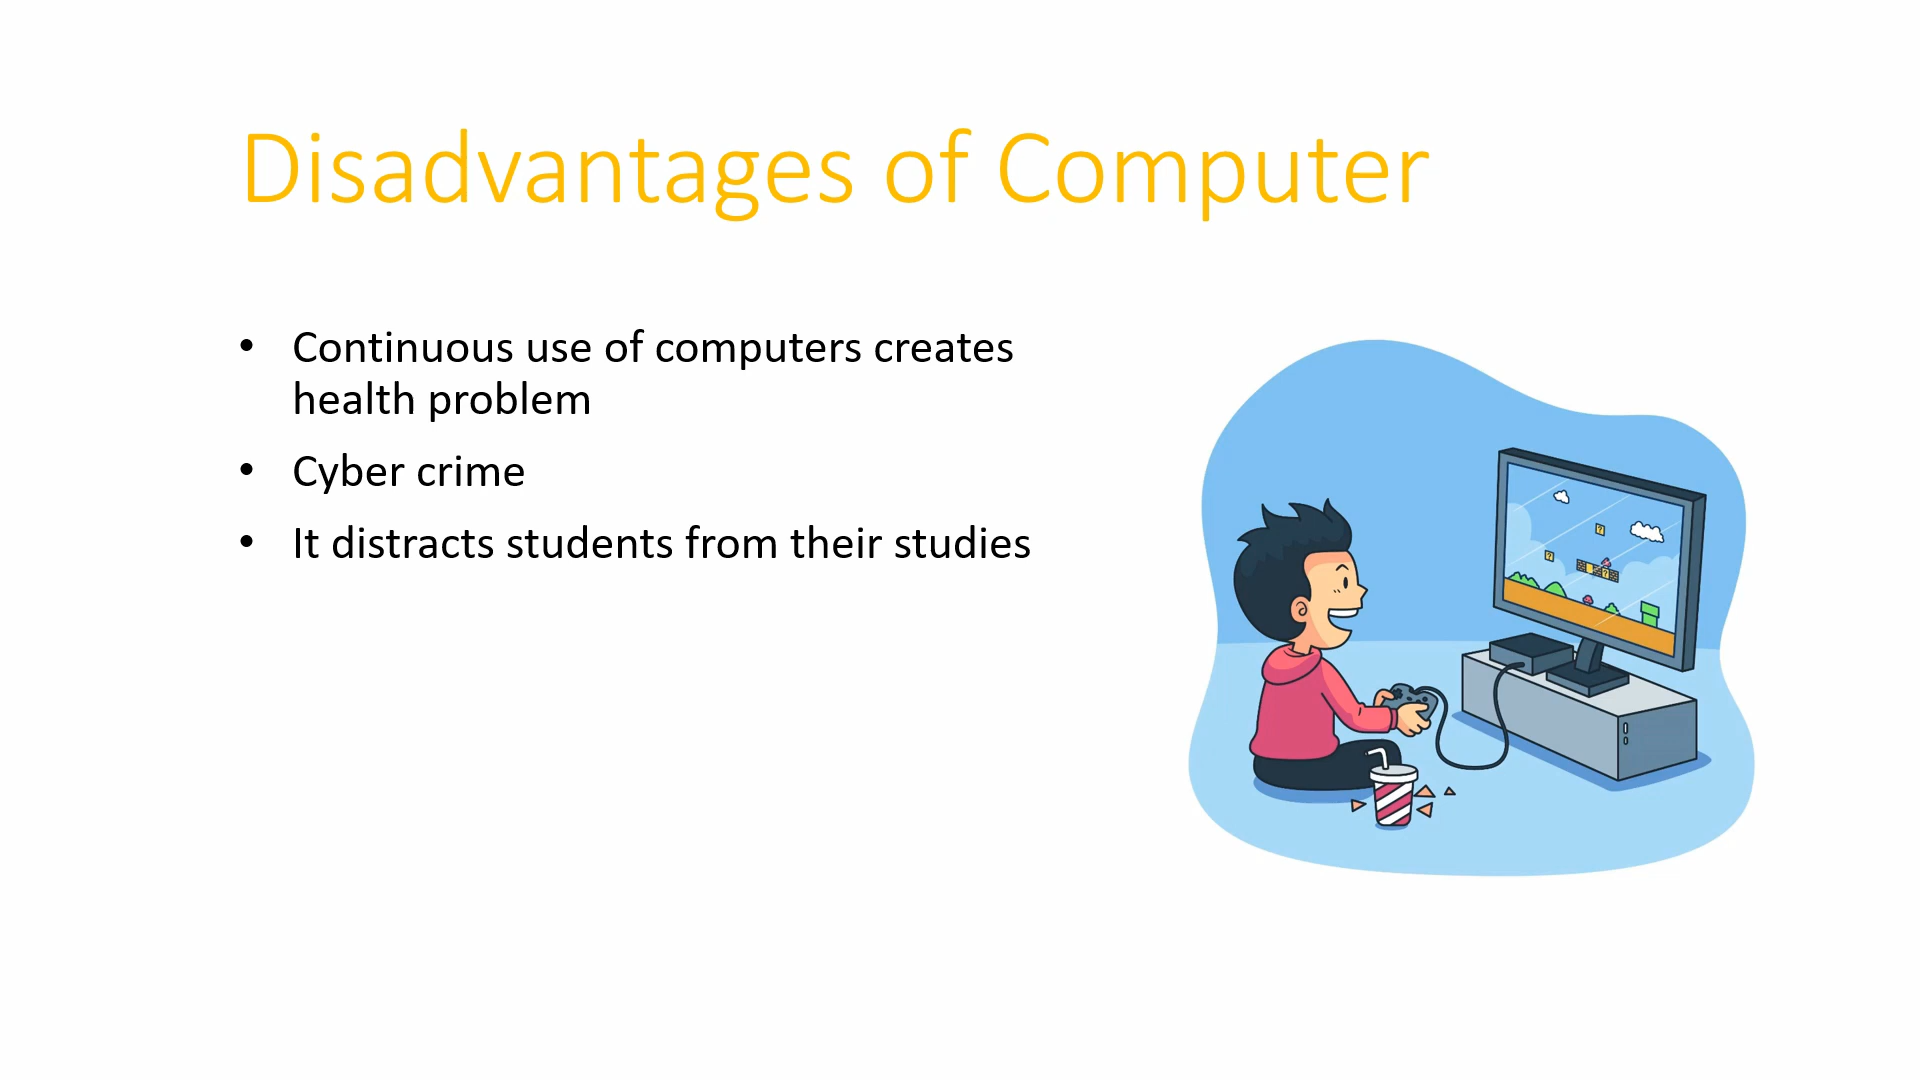 Disadvantages of Computer
• Continuous use of computers creates
health problem
• Cyber crime
• It distracts students from their studies